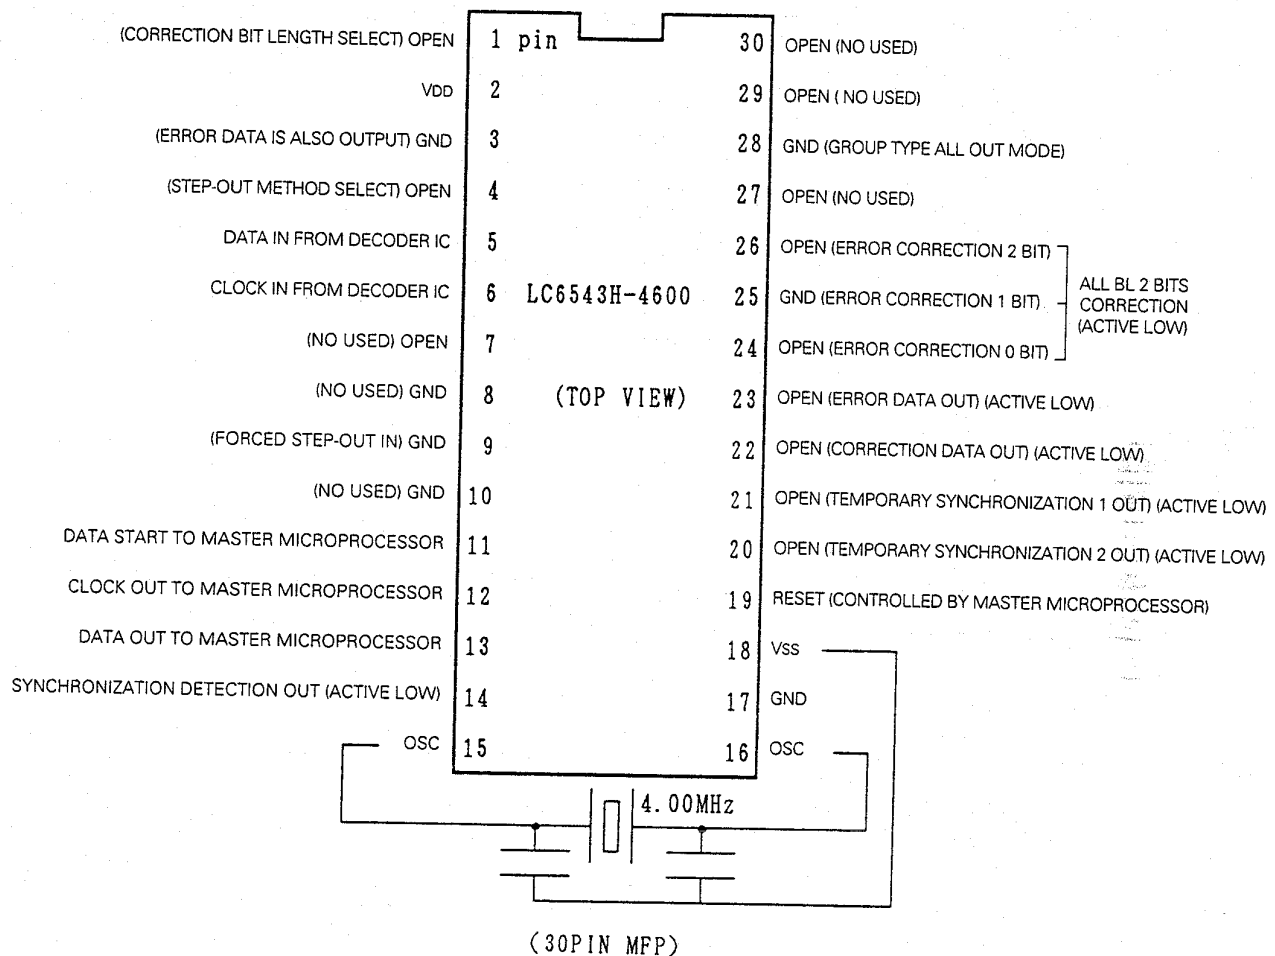 (CORRECTION BIT LENGTH SELECT) OPEN 1 pin 30 OPEN (NO USED)
VDD 2 29 OPEN ( NO USED)
(ERROR DATA IS ALSO OUTPUT) GND 3 28 GND (GROUP TYPE ALL OUT MODE)
(STEP-OUT METHOD SELECT) OPEN 4 27 OPEN (NO USED)
DATA IN FROM DECODER IC 5 26 OPEN (ERROR CORRECTION 2 BIT)
CLOCK IN FROM DECODER IC 6 LC6543H-4600 25 GND (ERROR CORRECTION 1 BIT)
ALL BL 2 BITS
CORRECTION
(ACTIVE LOW)
(NO USED) OPEN 7 24 OPEN (ERROR CORRECTION 0 BIT)
(NO USED) GND 8 (TOP VIEW) 23 OPEN (ERROR DATA OUT) (ACTIVE LOW)
(FORCED STEP-OUT IN) GND 9 22 OPEN (CORRECTION DATA OUT) (ACTIVE LOW)
(NO USED) GND 10 21 OPEN (TEMPORARY SYNCHRONIZATION 1 OUT) (ACTIVE LOW)
DATA START TO MASTER MICROPROCESSOR 11 20 OPEN (TEMPORARY SYNCHRONIZATION 2 OUT) (ACTIVE LOW)
CLOCK OUT TO MASTER MICROPROCESSOR 12 19 RESET (CONTROLLED BY MASTER MICROPROCESSOR)
DATA OUT TO MASTER MICROPROCESSOR 13 18 VSS
SYNCHRONIZATION DETECTION OUT (ACTIVE LOW) 14 17 GND
OSC 15 16 OSC
4.00MHz
(30PIN MFP)